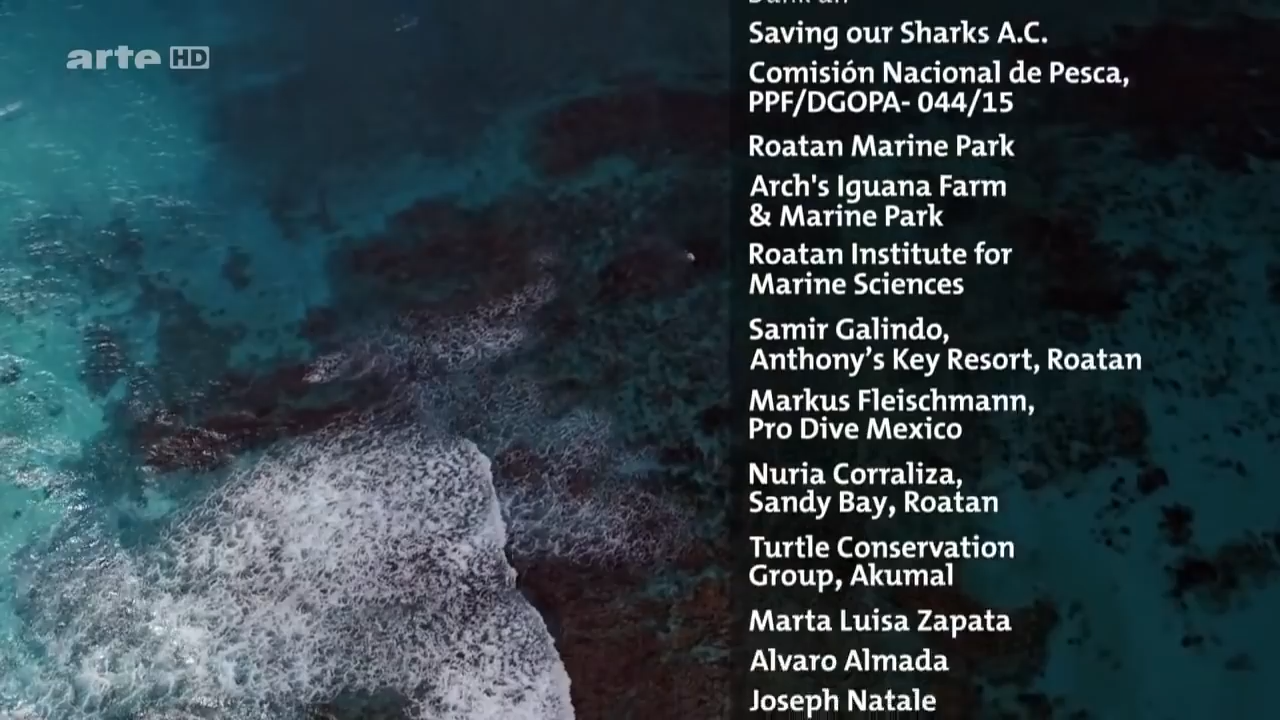 arte HD
Saving our Sharks A.C.
Comisión Nacional de Pesca,
PPF/DGOPA- 044/15
Roatan Marine Park
Arch's Iguana Farm
& Marine Park
Roatan Institute for
Marine Sciences
Samir Galindo,
Anthony’s Key Resort, Roatan
Markus Fleischmann,
Pro Dive Mexico
Nuria Corraliza,
Sandy Bay, Roatan
Turtle Conservation
Group, Akumal
Marta Luisa Zapata
Alvaro Almada
Joseph Natale